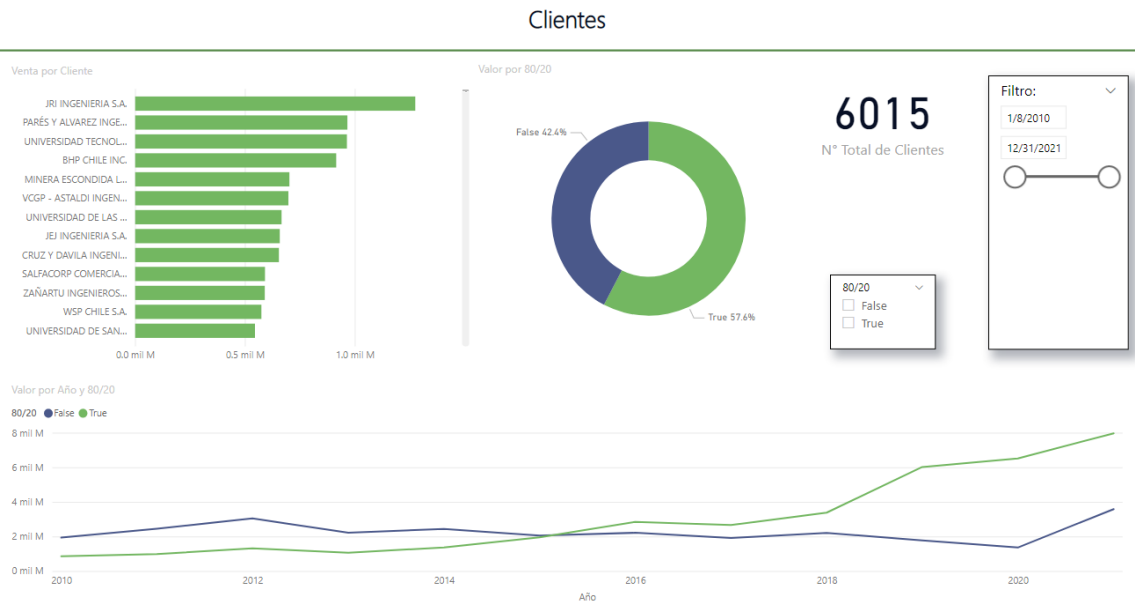 Clientes
Venta por Cliente
JRI INGENIERIA S.A.
PARÉS Y ALVAREZ INGE...
UNIVERSIDAD TECNOL...
BHP CHILE INC.
MINERA ESCONDIDA L...
VCGP - ASTALDI INGEN...
UNIVERSIDAD DE LAS ...
JEJ INGENIERIA S.A.
CRUZ Y DAVILA INGENI...
SALFACORP COMERCIA...
ZAÑARTU INGENIEROS...
WSP CHILE S.A.
UNIVERSIDAD DE SAN...
0.0 mil M 0.5 mil M 1.0 mil M
Valor por 80/20
False 42.4%
True 57.6%
6015
N° Total de Clientes
80/20
False
True
Filtro:
1/8/2010
12/31/2021
Valor por Año y 80/20
80/20 False True
8 mil M
6 mil M
4 mil M
2 mil M
0 mil M
2010 2012 2014 2016 2018 2020
Año